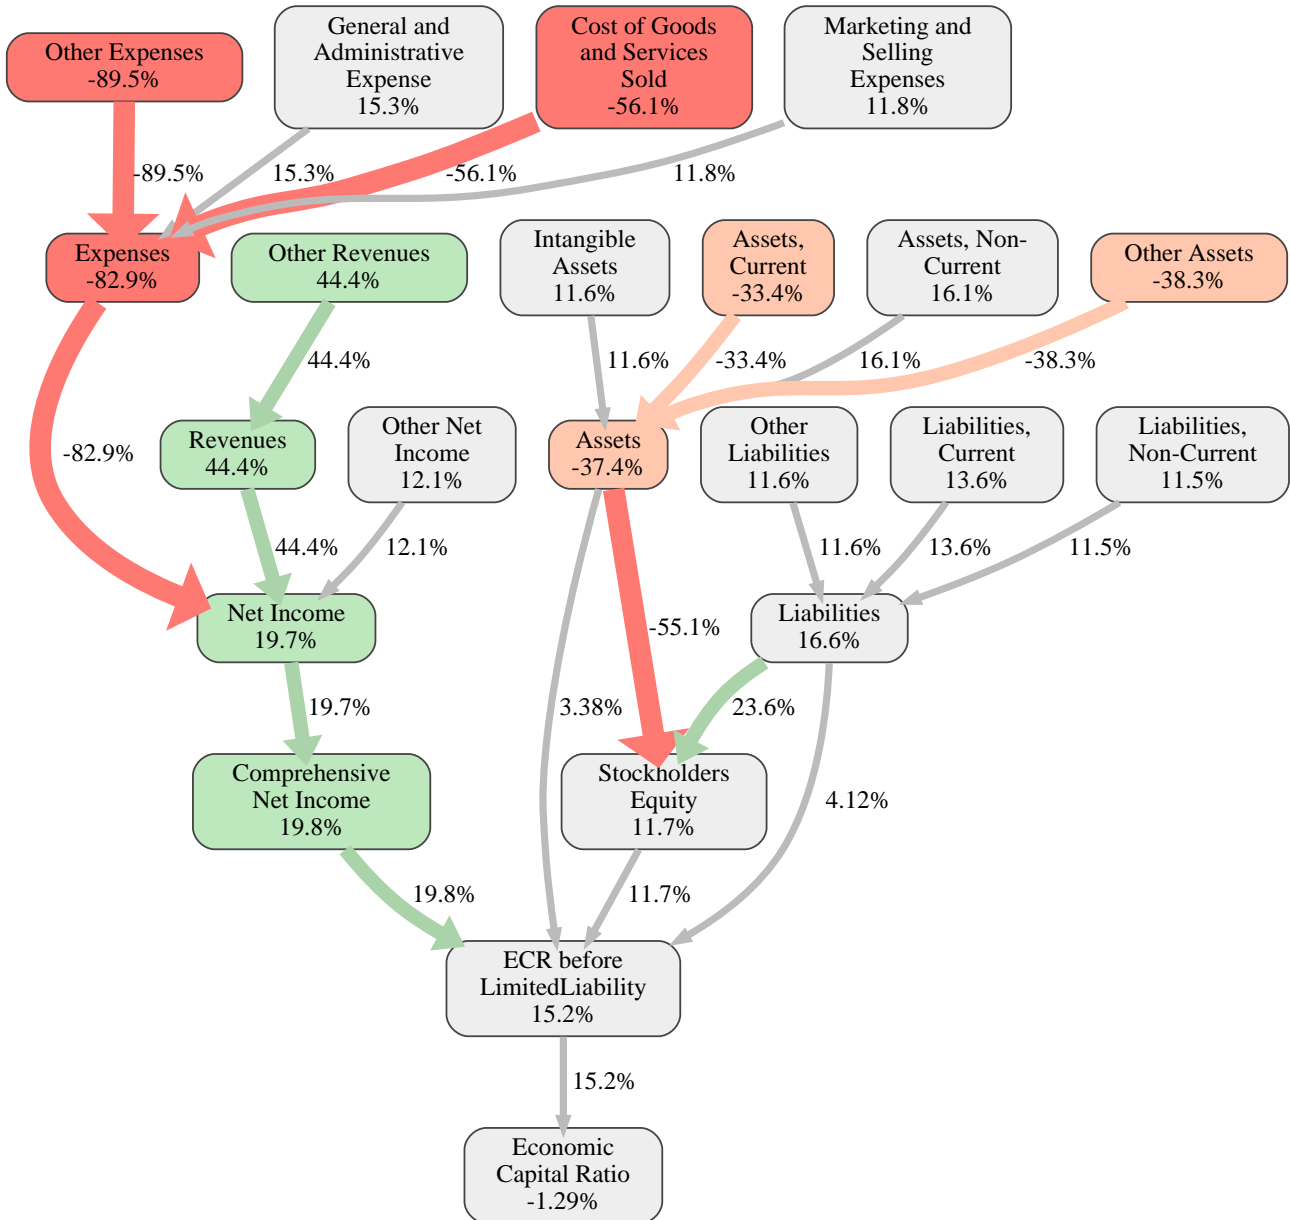 Other Expenses
-89.5%
General and
Administrative
Expense
15.3%
Cost of Goods
and Services
Sold
-56.1%
Marketing and
Selling
Expenses
11.8%
-89.5%
15.3%
-56.1%
11.8%
Expenses
-82.9%
Other Revenues
44.4%
Intangible
Assets
11.6%
Assets,
Current
-33.4%
Assets, Non-
Current
16.1%
Other Assets
-38.3%
44.4%
11.6%
-33.4%
16.1%
-38.3%
-82.9%
Revenues
44.4%
Other Net
Income
12.1%
Assets
-37.4%
Other
Liabilities
11.6%
Liabilities,
Current
13.6%
Liabilities,
Non-Current
11.5%
44.4%
12.1%
11.6%
13.6%
11.5%
Net Income
19.7%
-55.1%
Liabilities
16.6%
19.7%
3.38%
23.6%
Comprehensive
Net Income
19.8%
Stockholders
Equity
11.7%
4.12%
19.8%
11.7%
ECR before
LimitedLiability
15.2%
15.2%
Economic
Capital Ratio
-1.29%